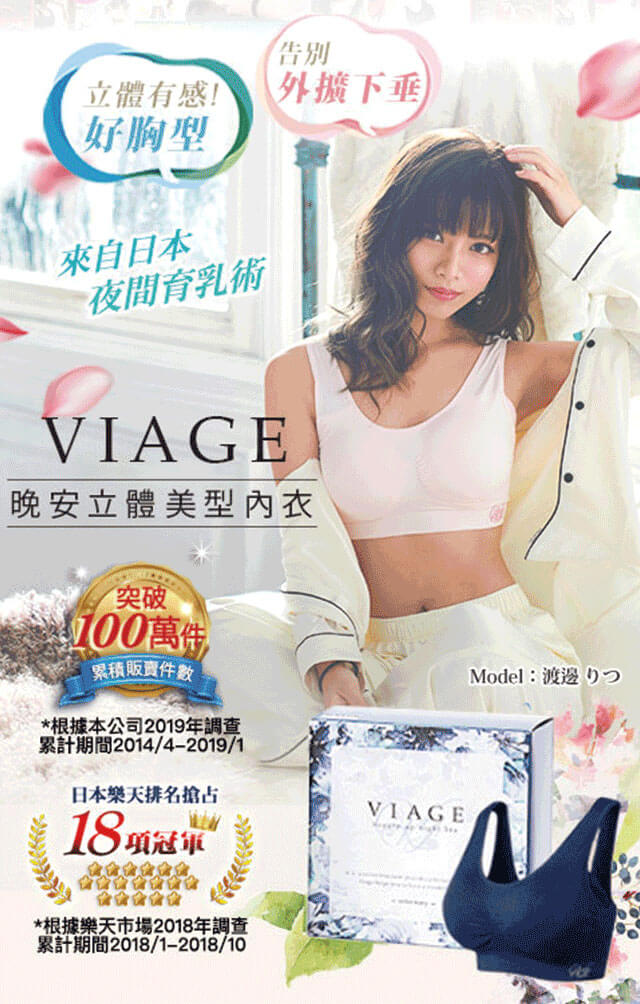 立體有感!
好胸型
告別
外擴下垂
來自日本
夜間育乳術
VIAGE
晚安立體美型內衣
突破
100萬件
累積販賣件數
*根據本公司2019年調查
累計期間2014/4-2019/1
Model：渡邊 りつ
日本樂天排名搶占
18項冠軍
*根據樂天市場2018年調查
累計期間2018/1-2018/10
VIAGE